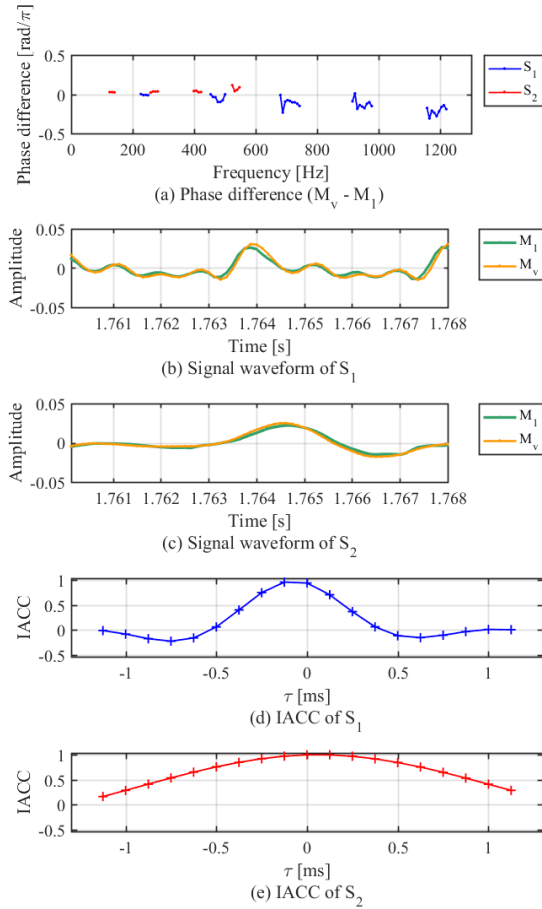 Phase difference [rad/π]
0.5
0
-0.5
0 200 400 600 800 1000 1200
Frequency [Hz]
S1
S2
(a) Phase difference (Mv - M1)
Amplitude
0.05
0
-0.05
1.761 1.762 1.763 1.764 1.765 1.766 1.767 1.768
Time [s]
M1
Mv
(b) Signal waveform of S1
Amplitude
0.05
0
-0.05
1.761 1.762 1.763 1.764 1.765 1.766 1.767 1.768
Time [s]
M1
Mv
(c) Signal waveform of S2
IACC
1
0.5
0
-0.5
-1 -0.5 0 0.5 1
τ [ms]
(d) IACC of S1
IACC
1
0.5
0
-0.5
-1 -0.5 0 0.5 1
τ [ms]
(e) IACC of S2